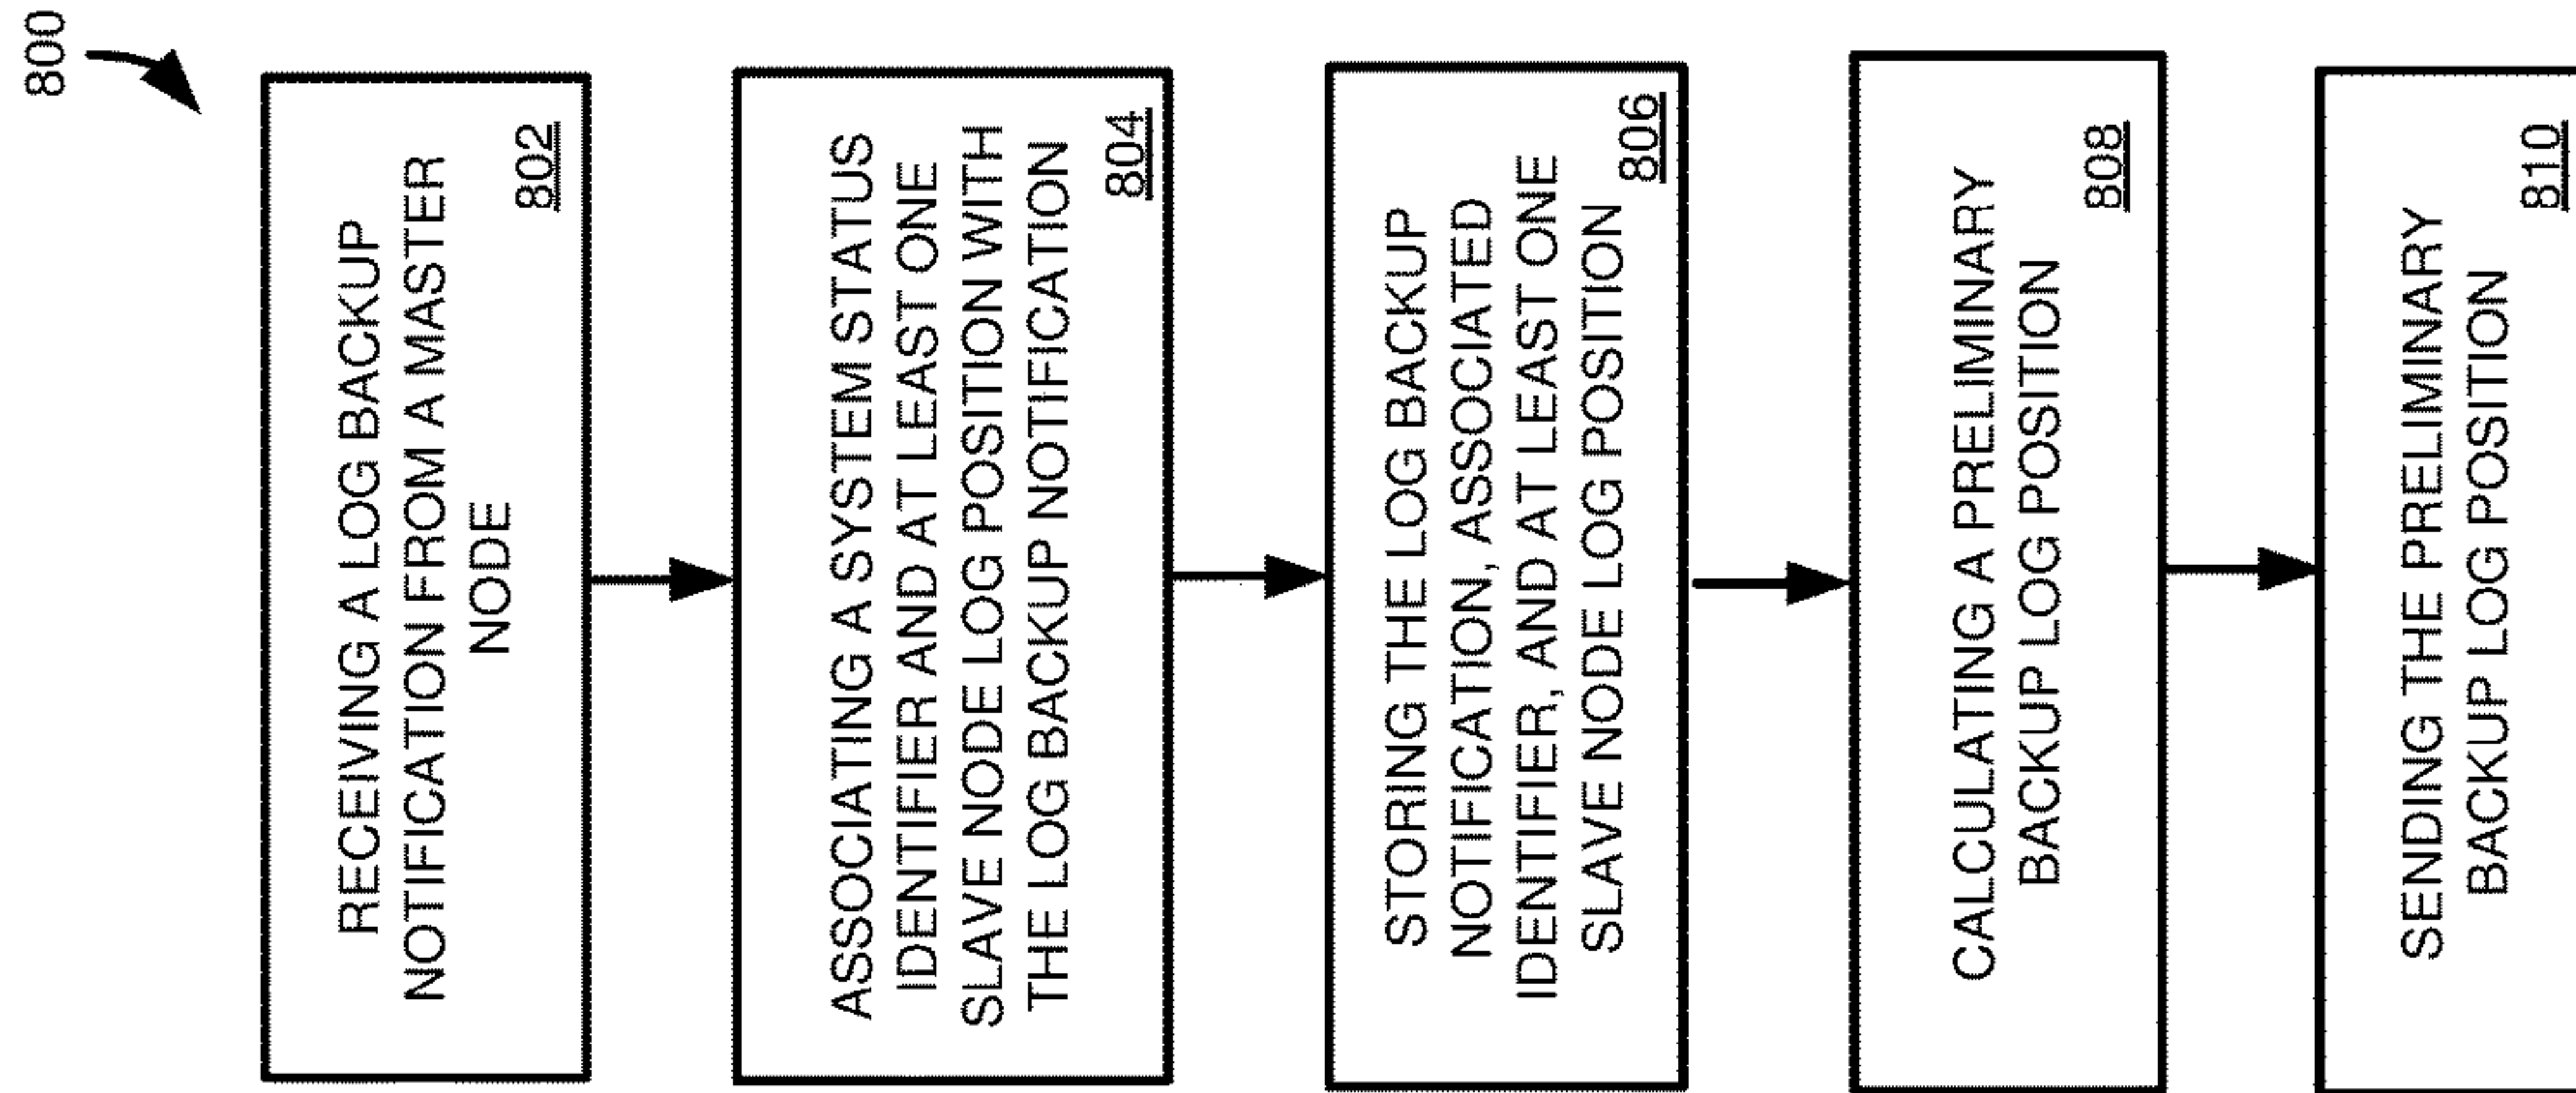 800
RECEIVING A LOG BACKUP
NOTIFICATION FROM A MASTER
NODE
802
ASSOCIATING A SYSTEM STATUS
IDENTIFIER AND AT LEAST ONE
SLAVE NODE LOG POSITION WITH
THE LOG BACKUP NOTIFICATION
804
STORING THE LOG BACKUP
NOTIFICATION, ASSOCIATED
IDENTIFIER, AND AT LEAST ONE
SLAVE NODE LOG POSITION
806
CALCULATING A PRELIMINARY
BACKUP LOG POSITION
808
SENDING THE PRELIMINARY
BACKUP LOG POSITION
810